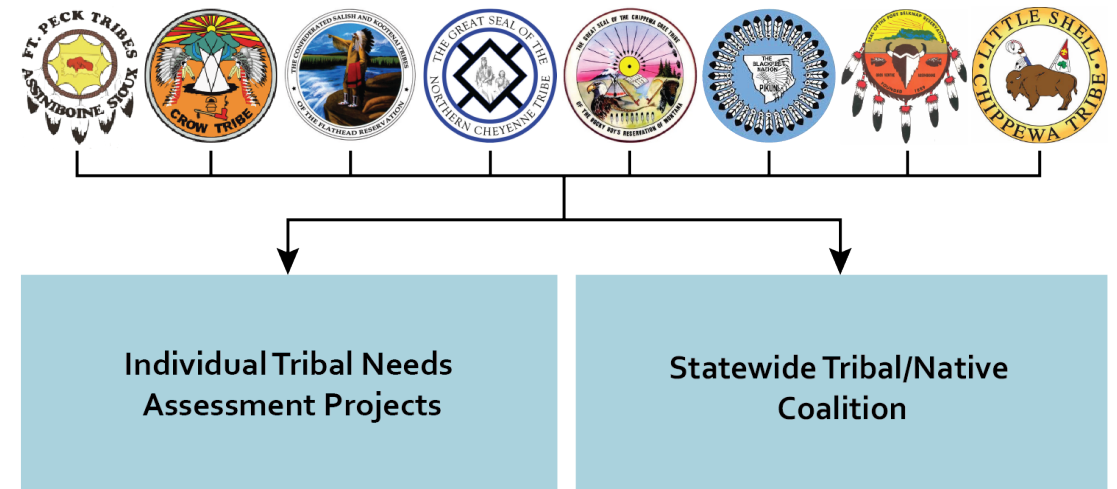 FT. PECK TRIBES
ASSINIBOINE, SIOUX
CROW TRIBE
THE CONFEDERATED SALISH AND KOOTENAI TRIBES
OF THE FLATHEAD RESERVATION
THE GREAT SEAL OF THE
NORTHERN CHEYENNE TRIBE
THE GREAT SEAL OF THE CHIPPEWA CREE TRIBE
OF THE ROCKY BOY'S RESERVATION OF MONTANA
THE
BLACKFEET
NATION
PIKUNI
LITTLE SHELL
CHIPPEWA TRIBE
Individual Tribal Needs
Assessment Projects
Statewide Tribal/Native
Coalition